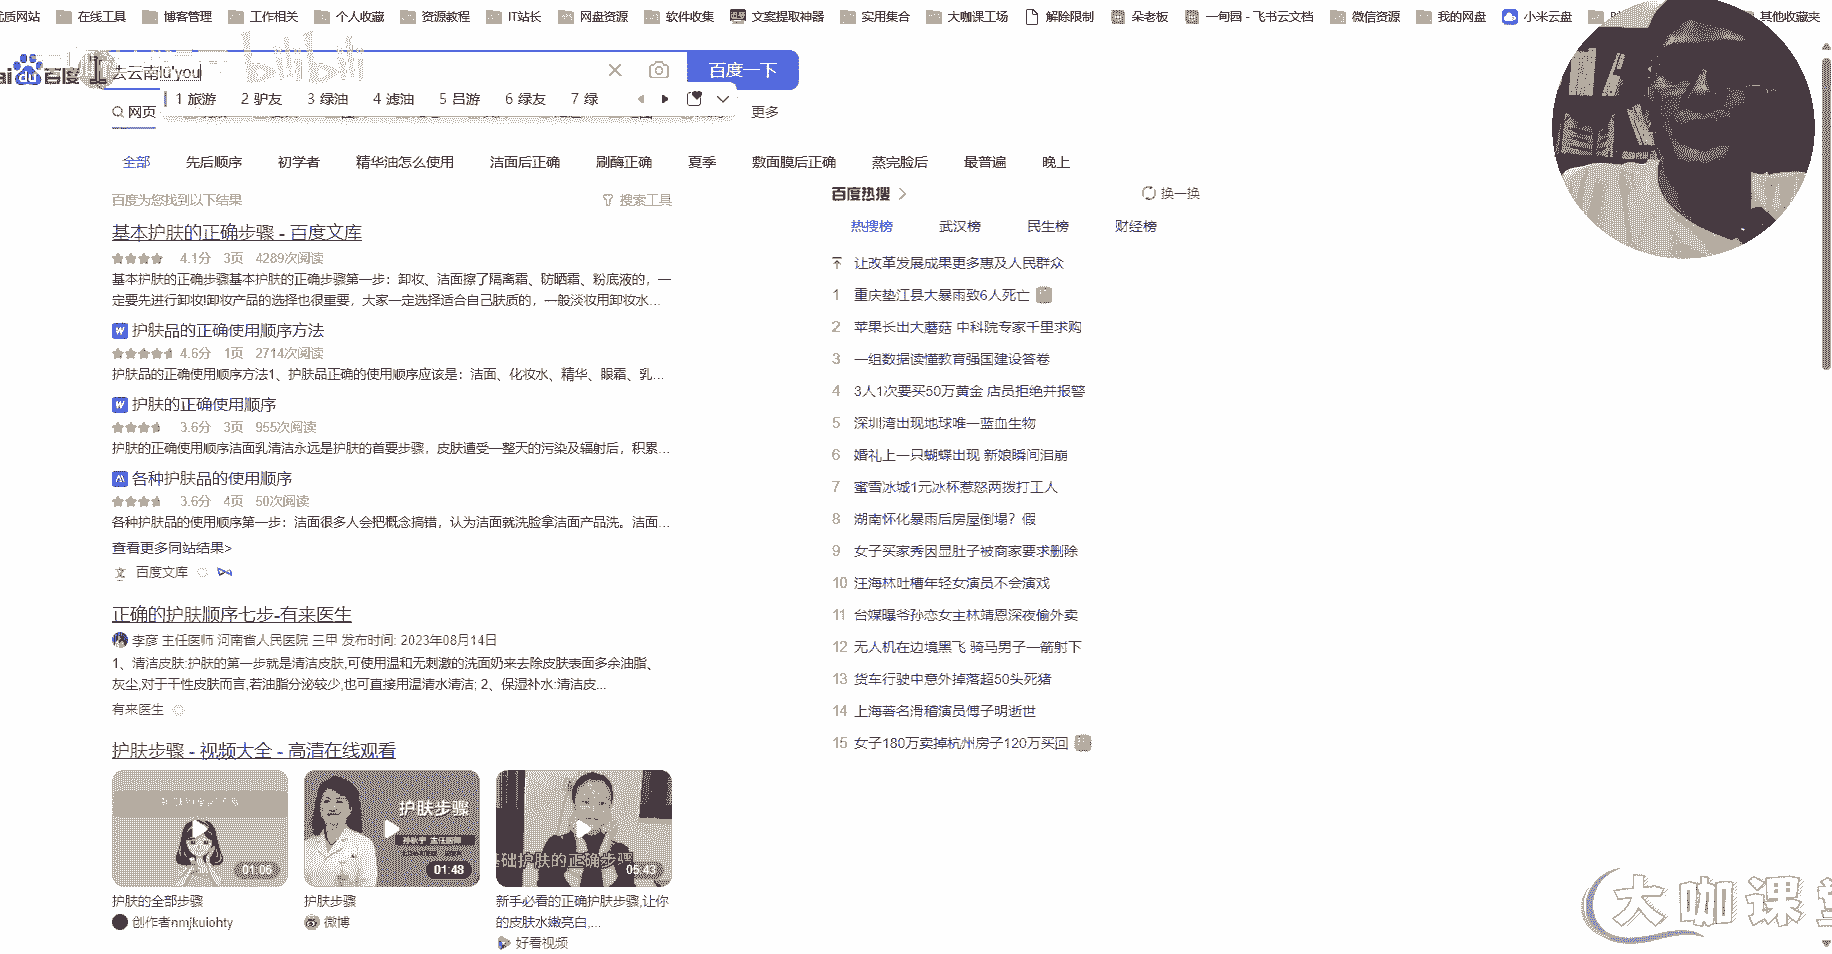 优质网站 在线工具 博客管理 工作相关 个人收藏 资源教程 IT站长 网盘资源 软件收集 文案提取神器 实用集合 大咖课工场 解除限制 朵老板 一甸园 - 飞书云文档 微信资源 我的网盘 小米云盘 其他收藏夹
bilibili
ai du 百度 去云南lü'you 百度一下
1 旅游 2 驴友 3 绿油 4 滤油 5 吕游 6 绿友 7 绿
网页 更多
全部 先后顺序 初学者 精华油怎么使用 洁面后正确 刷酶正确 夏季 敷面膜后正确 蒸完脸后 最普遍 晚上
百度为您找到以下结果 搜索工具
基本护肤的正确步骤 - 百度文库
4.1分 3页 4289次阅读
基本护肤的正确步骤基本护肤的正确步骤第一步：卸妆、洁面擦了隔离霜、防晒霜、粉底液的，一
定要先进行卸妆!卸妆产品的选择也很重要，大家一定选择适合自己肤质的，一般淡妆用卸妆水...
护肤品的正确使用顺序方法
4.6分 1页 2714次阅读
护肤品的正确使用顺序方法1、护肤品正确的使用顺序应该是：洁面、化妆水、精华、眼霜、乳...
护肤的正确使用顺序
3.6分 3页 955次阅读
护肤的正确使用顺序洁面乳清洁永远是护肤的首要步骤，皮肤遭受一整天的污染及辐射后，积累...
各种护肤品的使用顺序
3.6分 4页 50次阅读
各种护肤品的使用顺序第一步：洁面很多人会把概念搞错，认为洁面就洗脸拿洁面产品洗。洁面...
查看更多同站结果>
百度文库
正确的护肤顺序七步-有来医生
李彦 主任医师 河南省人民医院 三甲 发布时间: 2023年08月14日
1、清洁皮肤:护肤的第一步就是清洁皮肤,可使用温和无刺激的洗面奶来去除皮肤表面多余油脂、
灰尘,对于干性皮肤而言,若油脂分泌较少,也可直接用温清水清洁; 2、保湿补水:清洁皮...
有来医生
护肤步骤 - 视频大全 - 高清在线观看
01:06
护肤步骤
01:48
基础护肤的正确步骤
05:43
护肤的全部步骤
创作者nmjkuiohty
护肤步骤
微博
新手必看的正确护肤步骤,让你
的皮肤水嫩亮白,...
好看视频
百度热搜 换一换
热搜榜 武汉榜 民生榜 财经榜
让改革发展成果更多惠及人民群众
1 重庆垫江县大暴雨致6人死亡
2 苹果长出大蘑菇 中科院专家千里求购
3 一组数据读懂教育强国建设答卷
4 3人1次要买50万黄金 店员拒绝并报警
5 深圳湾出现地球唯一蓝血生物
6 婚礼上一只蝴蝶出现 新娘瞬间泪崩
7 蜜雪冰城1元冰杯惹怒两拨打工人
8 湖南怀化暴雨后房屋倒塌？假
9 女子买家秀因显肚子被商家要求删除
10 汪海林吐槽年轻女演员不会演戏
11 台媒曝爷孙恋女主林靖恩深夜偷外卖
12 无人机在边境黑飞 骑马男子一箭射下
13 货车行驶中意外掉落超50头死猪
14 上海著名滑稽演员傅子明逝世
15 女子180万卖掉杭州房子120万买回
大咖课堂